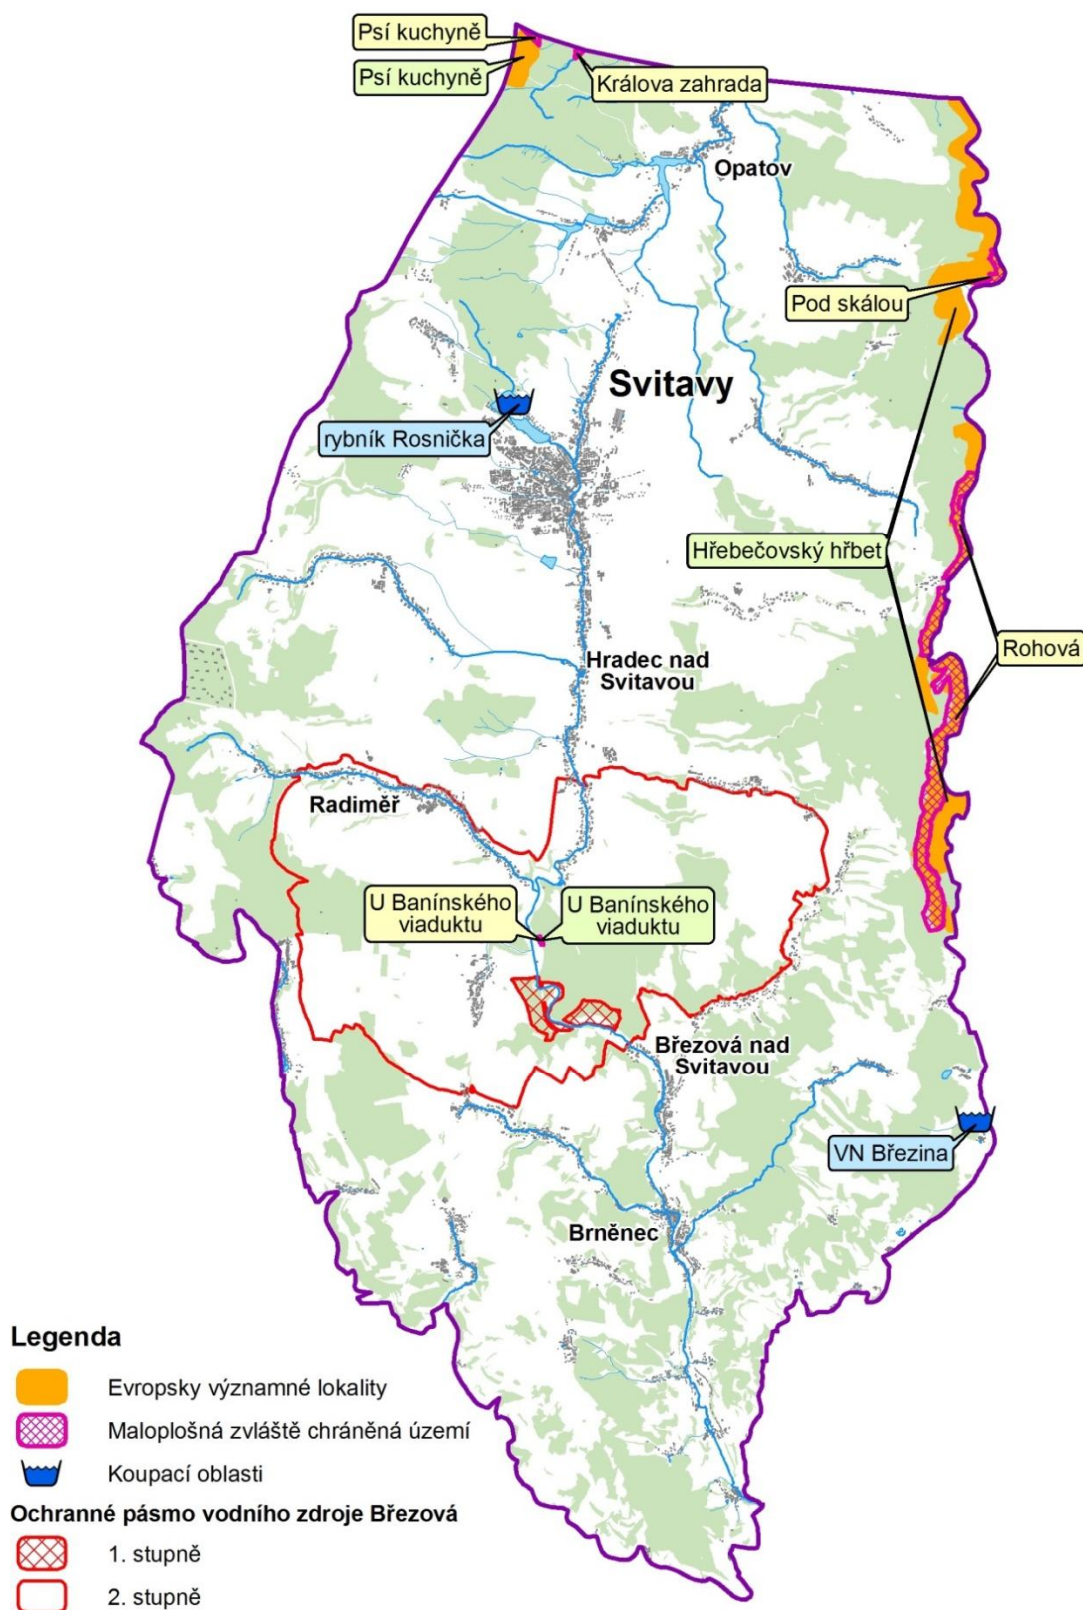 Psí kuchyně
Psí kuchyně
Králova zahrada
Opatov
Pod skálou
Svitavy
rybník Rosnička
Hřebečovský hřbet
Rohová
Hradec nad
Svitavou
Radiměř
U Banínského
viaduktu
U Banínského
viaduktu
Březová nad
Svitavou
VN Březina
Brněnec
Legenda
Evropsky významné lokality
Maloplošná zvláště chráněná území
Koupací oblasti
Ochranné pásmo vodního zdroje Březová
1. stupně
2. stupně